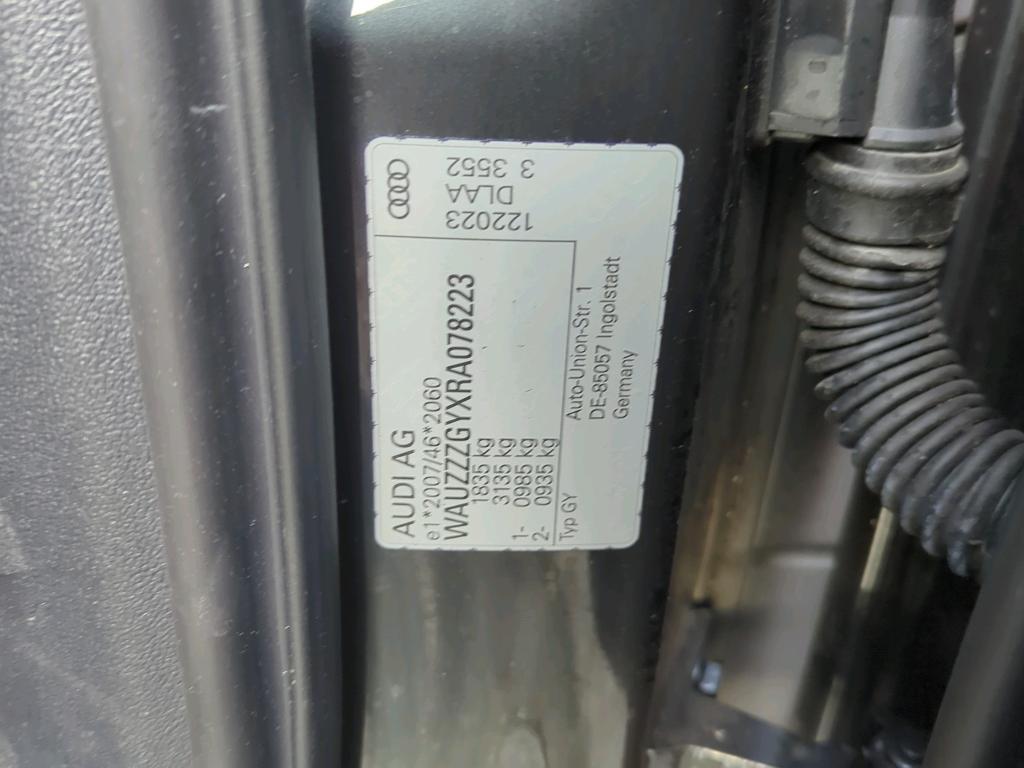 AUDI AG
e1*2007/46*2060
WAUZZZGYXRA078223
1835 kg
3135 kg
1- 0985 kg
2- 0935 kg
Typ GY
Auto-Union-Str. 1
DE-85057 Ingolstadt
Germany
122023
DLAA
3 3552